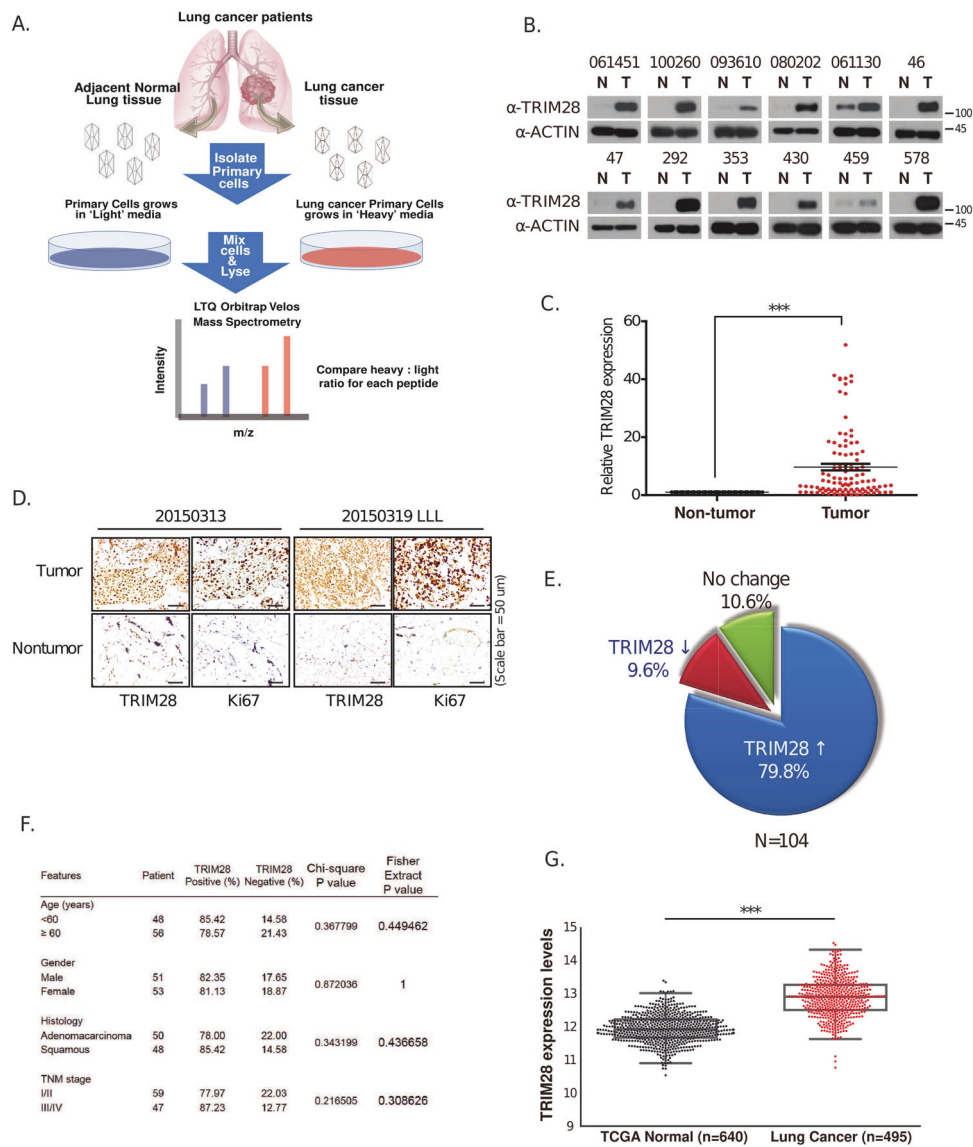 A.
Lung cancer patients
Adjacent Normal
Lung tissue
Lung cancer
tissue
Isolate
Primary
cells
Primary Cells grows
in 'Light' media
Lung cancer Primary Cells
grows in 'Heavy' media
Mix
cells
&
Lyse
LTQ Orbitrap Velos
Mass Spectrometry
Intensity
m/z
Compare heavy : light
ratio for each peptide
B.
061451 100260 093610 080202 061130 46
N T N T N T N T N T N T
α-TRIM28
100
α-ACTIN
45
47 292 353 430 459 578
N T N T N T N T N T N T
α-TRIM28
100
α-ACTIN
45
C.
***
Relative TRIM28 expression
60
40
20
0
Non-tumor Tumor
D.
20150313 20150319 LLL
Tumor
Nontumor
(Scale bar = 50 um)
TRIM28 Ki67 TRIM28 Ki67
E.
No change
10.6%
TRIM28 ↓
9.6%
TRIM28 ↑
79.8%
N=104
F.
Features Patient TRIM28 Positive (%) TRIM28 Negative (%) Chi-square P value Fisher Extract P value
Age (years)
<60 48 85.42 14.58
0.367799 0.449462
≥ 60 56 78.57 21.43
Gender
Male 51 82.35 17.65
0.872036 1
Female 53 81.13 18.87
Histology
Adenomacarcinoma 50 78.00 22.00
0.343199 0.436658
Squamous 48 85.42 14.58
TNM stage
I/II 59 77.97 22.03
0.216505 0.308626
III/IV 47 87.23 12.77
G.
***
TRIM28 expression levels
15
14
13
12
11
10
9
TCGA Normal (n=640) Lung Cancer (n=495)